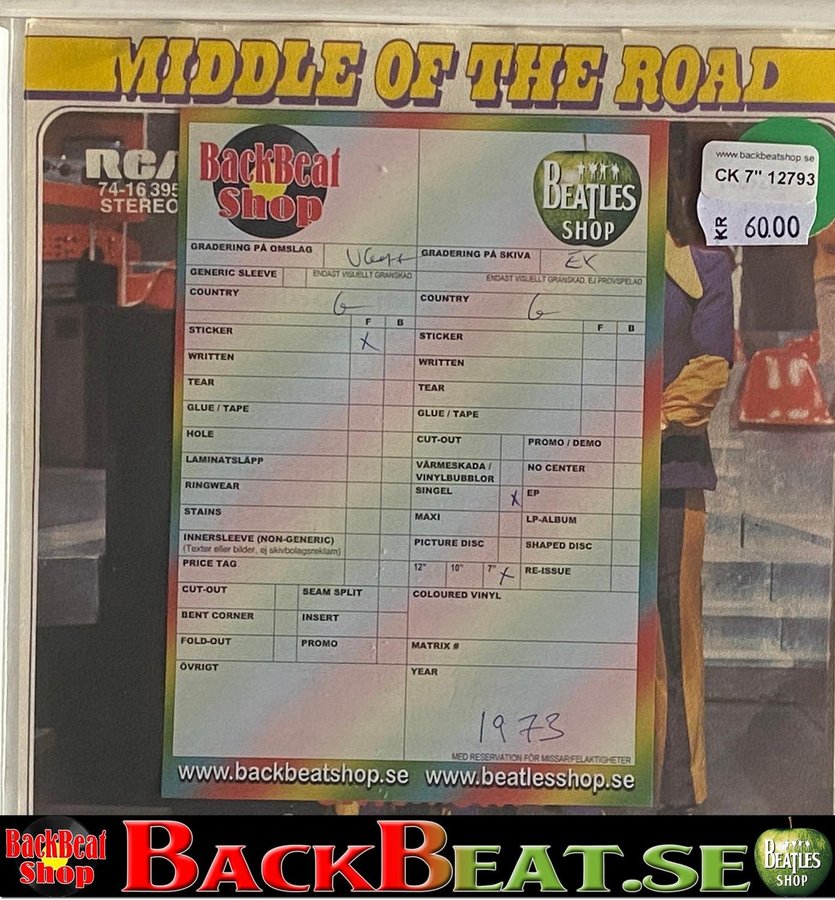 MIDDLE OF THE ROAD
RCA
74-16 395
STEREO
BackBeat
Shop
BEATLES
SHOP
www.backbeatshop.se
CK 7" 12793
KR 60.00
GRADERING PÅ OMSLAG
GRADERING PÅ SKIVA EX
GENERIC SLEEVE ENDAST VISUELLT GRANSKAD
ENDAST VISUELLT GRANSKAD, EJ PROVSPELAD
COUNTRY G
COUNTRY G
F B
F B
STICKER X
STICKER
WRITTEN
WRITTEN
TEAR
TEAR
GLUE / TAPE
GLUE / TAPE
HOLE
CUT-OUT PROMO / DEMO
LAMINATSLÄPP
VÄRMESKADA / NO CENTER
VINYLBUBBLOR
RINGWEAR
SINGEL X EP
STAINS
MAXI LP-ALBUM
INNERSLEEVE (NON-GENERIC)
(Texter eller bilder, ej skivbolagsreklam)
PICTURE DISC SHAPED DISC
PRICE TAG
12" 10" 7" X RE-ISSUE
CUT-OUT SEAM SPLIT
COLOURED VINYL
BENT CORNER INSERT
FOLD-OUT PROMO
MATRIX #
ÖVRIGT
YEAR
1973
MED RESERVATION FÖR MISSAR/FELAKTIGHETER
www.backbeatshop.se www.beatlesshop.se
BackBeat
Shop
BACKBEAT.SE
BEATLES
SHOP